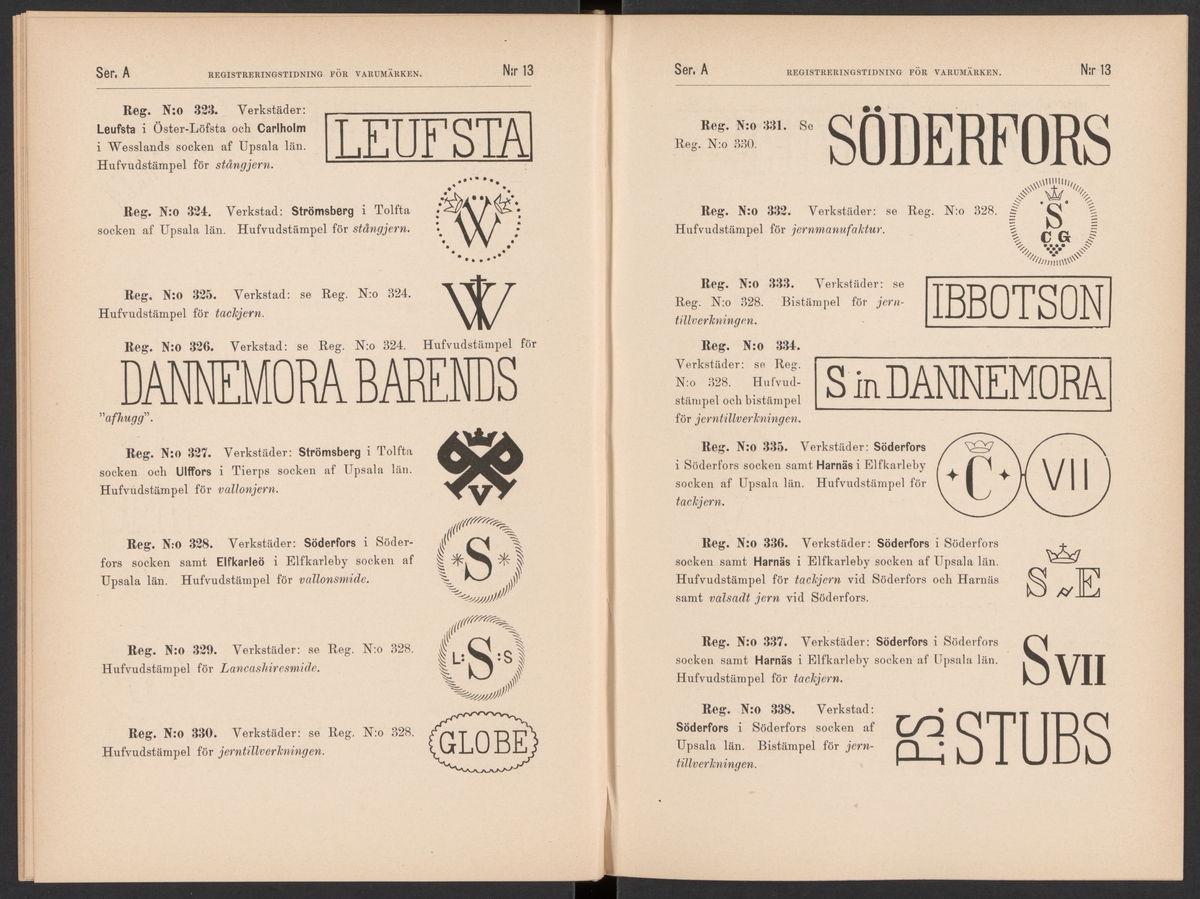 Ser. A REGISTRERINGSTIDNING FÖR VARUMÄRKEN. N:r 13
Reg. N:o 323. Verkstäder:
Leufsta i Öster-Löfsta och Carlholm
i Wesslands socken af Upsala län.
Hufvudstämpel för stångjern.
LEUFSTA
Reg. N:o 324. Verkstad: Strömsberg i Tolfta
socken af Upsala län. Hufvudstämpel för stångjern.
W
Reg. N:o 325. Verkstad: se Reg. N:o 324.
Hufvudstämpel för tackjern.
W
Reg. N:o 326. Verkstad: se Reg. N:o 324. Hufvudstämpel för
DANNEMORA BARENDS
"afhugg".
Reg. N:o 327. Verkstäder: Strömsberg i Tolfta
socken och Ulffors i Tierps socken af Upsala län.
Hufvudstämpel för vallonjern.
P P V
Reg. N:o 328. Verkstäder: Söderfors i Söder-
fors socken samt Elfkarleö i Elfkarleby socken af
Upsala län. Hufvudstämpel för vallonsmide.
* S *
Reg. N:o 329. Verkstäder: se Reg. N:o 328.
Hufvudstämpel för Lancashiresmide.
L: S :S
Reg. N:o 330. Verkstäder: se Reg. N:o 328.
Hufvudstämpel för jerntillverkningen.
GLOBE
Ser. A REGISTRERINGSTIDNING FÖR VARUMÄRKEN. N:r 13
Reg. N:o 331. Se
Reg. N:o 330.
SÖDERFORS
Reg. N:o 332. Verkstäder: se Reg. N:o 328.
Hufvudstämpel för jernmanufaktur.
S
C G
Reg. N:o 333. Verkstäder: se
Reg. N:o 328. Bistämpel för jern-
tillverkningen.
IBBOTSON
Reg. N:o 334.
Verkstäder: se Reg.
N:o 328. Hufvud-
stämpel och bistämpel
för jerntillverkningen.
S in DANNEMORA
Reg. N:o 335. Verkstäder: Söderfors
i Söderfors socken samt Harnäs i Elfkarleby
socken af Upsala län. Hufvudstämpel för
tackjern.
C VII
Reg. N:o 336. Verkstäder: Söderfors i Söderfors
socken samt Harnäs i Elfkarleby socken af Upsala län.
Hufvudstämpel för tackjern vid Söderfors och Harnäs
samt valsadt jern vid Söderfors.
S E
Reg. N:o 337. Verkstäder: Söderfors i Söderfors
socken samt Harnäs i Elfkarleby socken af Upsala län.
Hufvudstämpel för tackjern.
S VII
Reg. N:o 338. Verkstad:
Söderfors i Söderfors socken af
Upsala län. Bistämpel för jern-
tillverkningen.
P.S. STUBS